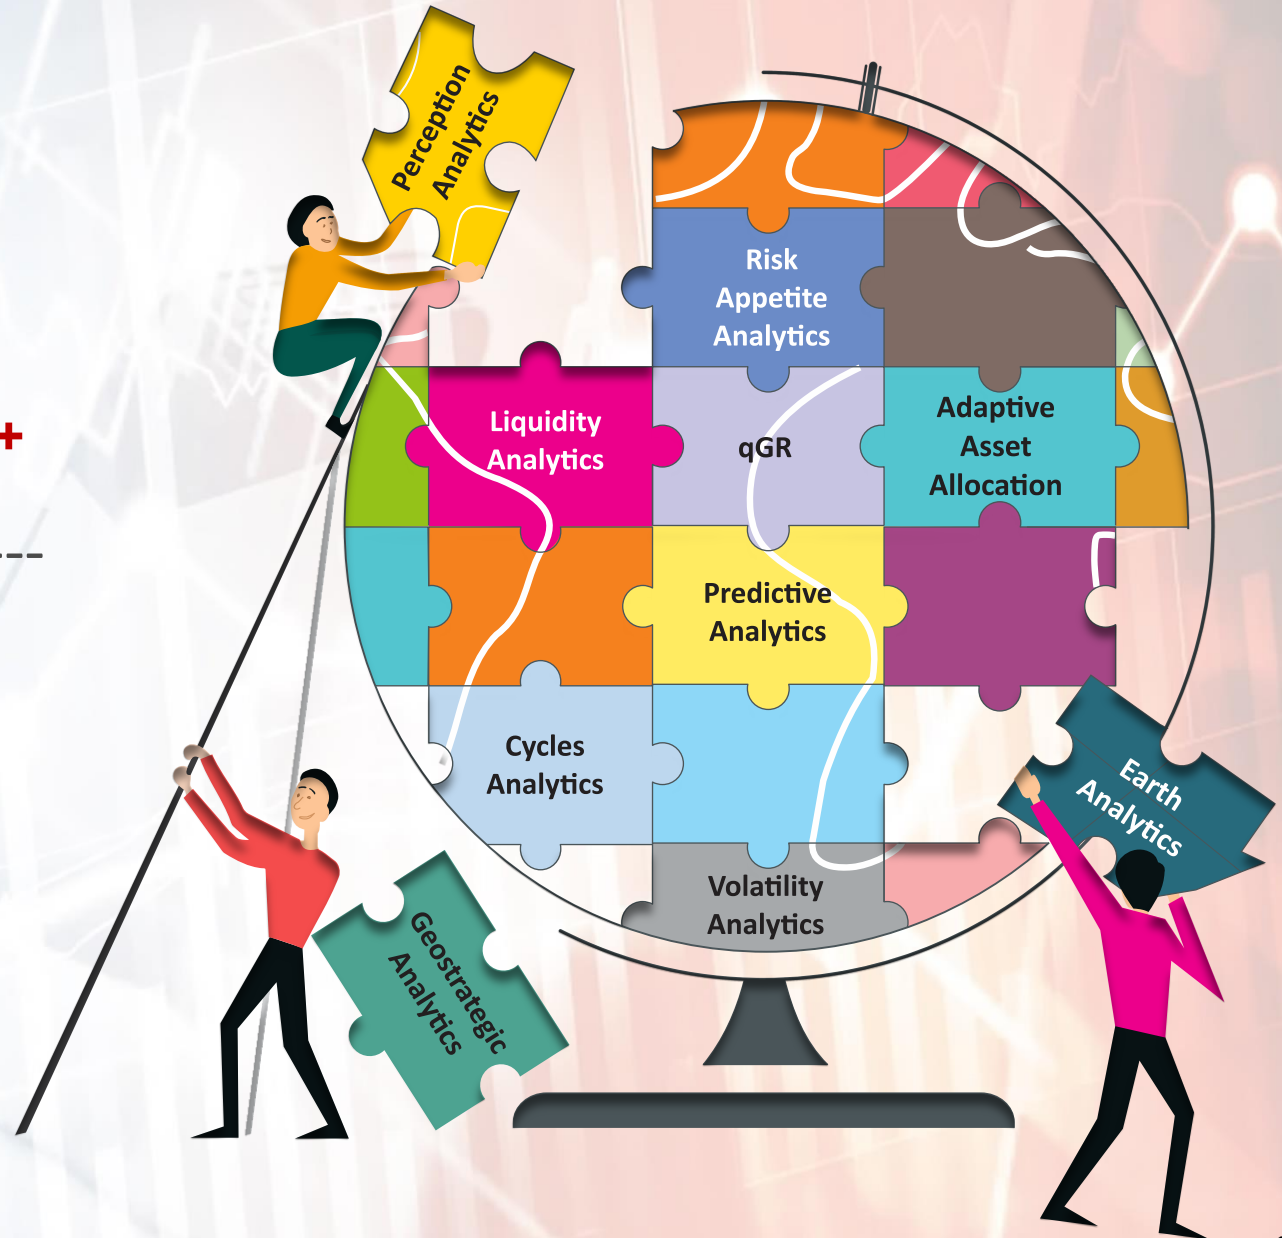 Perception
Analytics
Risk
Appetite
Analytics
Liquidity
Analytics
qGR
Adaptive
Asset
Allocation
+
---
Predictive
Analytics
Cycles
Analytics
Earth
Analytics
Volatility
Analytics
Geostrategic
Analytics